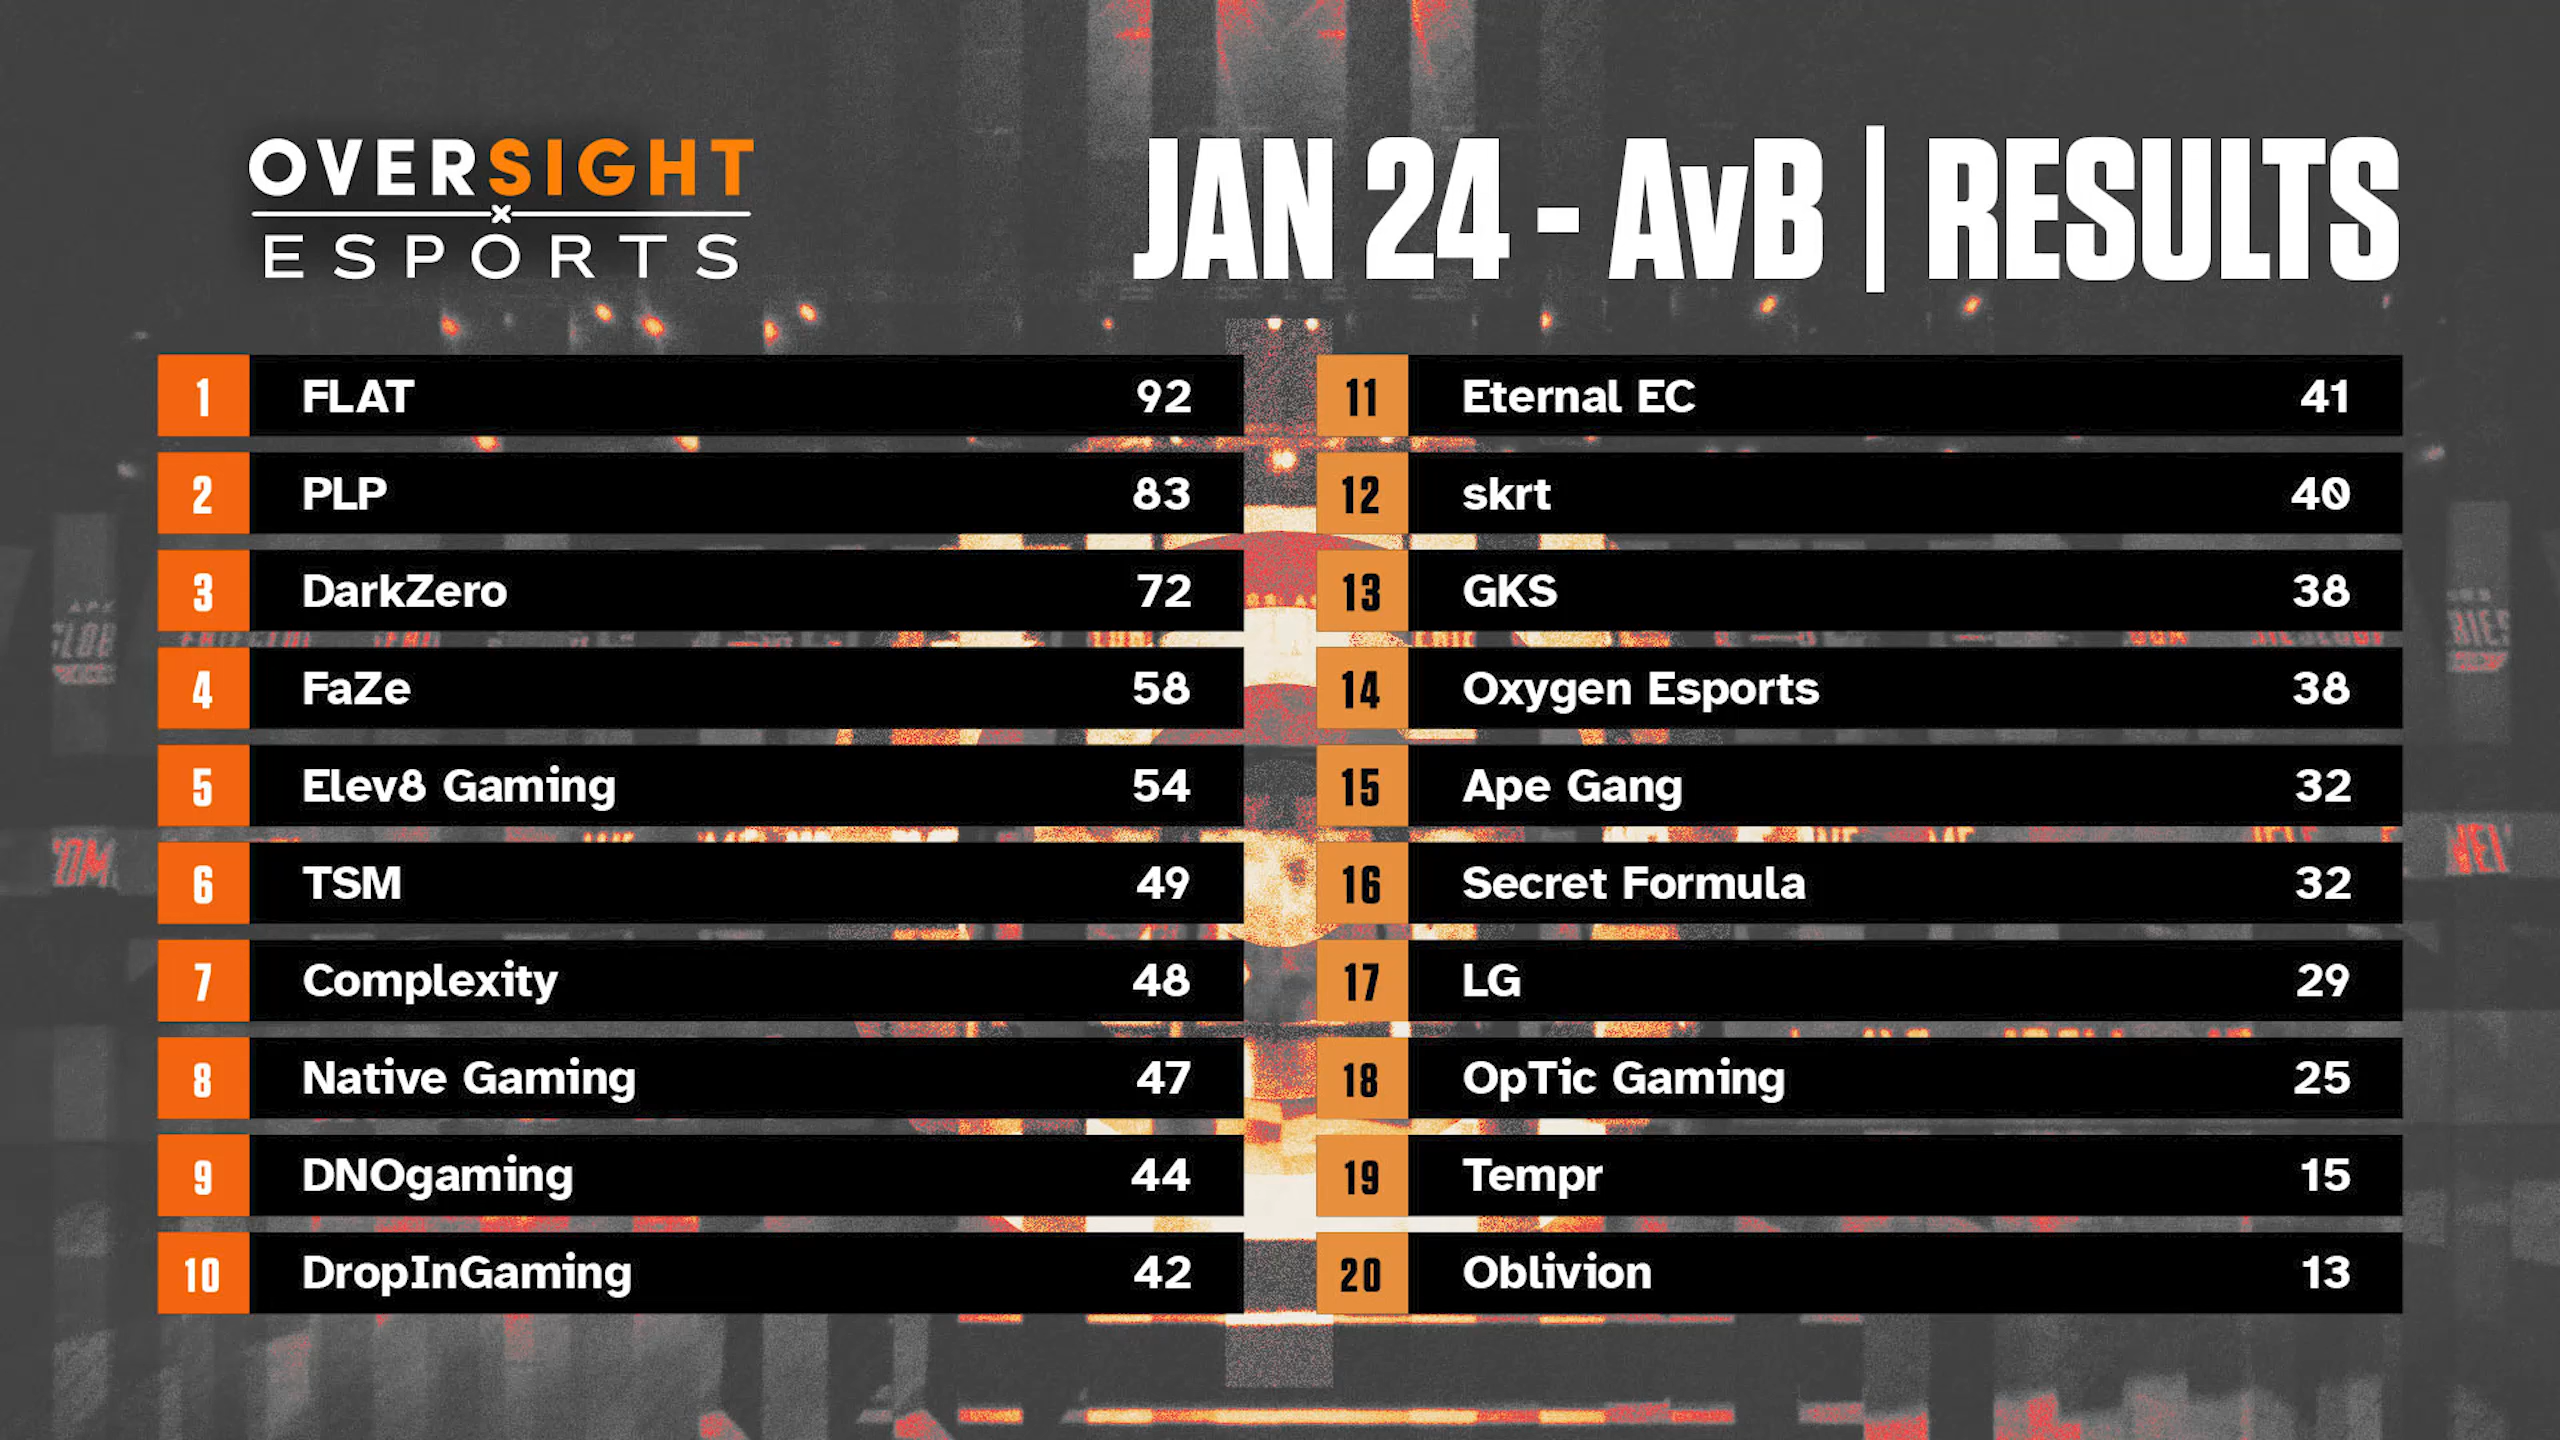 OVERSIGHT
ESPORTS
JAN 24 - AvB | RESULTS
1 FLAT 92
2 PLP 83
3 DarkZero 72
4 FaZe 58
5 Elev8 Gaming 54
6 TSM 49
7 Complexity 48
8 Native Gaming 47
9 DNOgaming 44
10 DropInGaming 42
11 Eternal EC 41
12 skrt 40
13 GKS 38
14 Oxygen Esports 38
15 Ape Gang 32
16 Secret Formula 32
17 LG 29
18 OpTic Gaming 25
19 Tempr 15
20 Oblivion 13